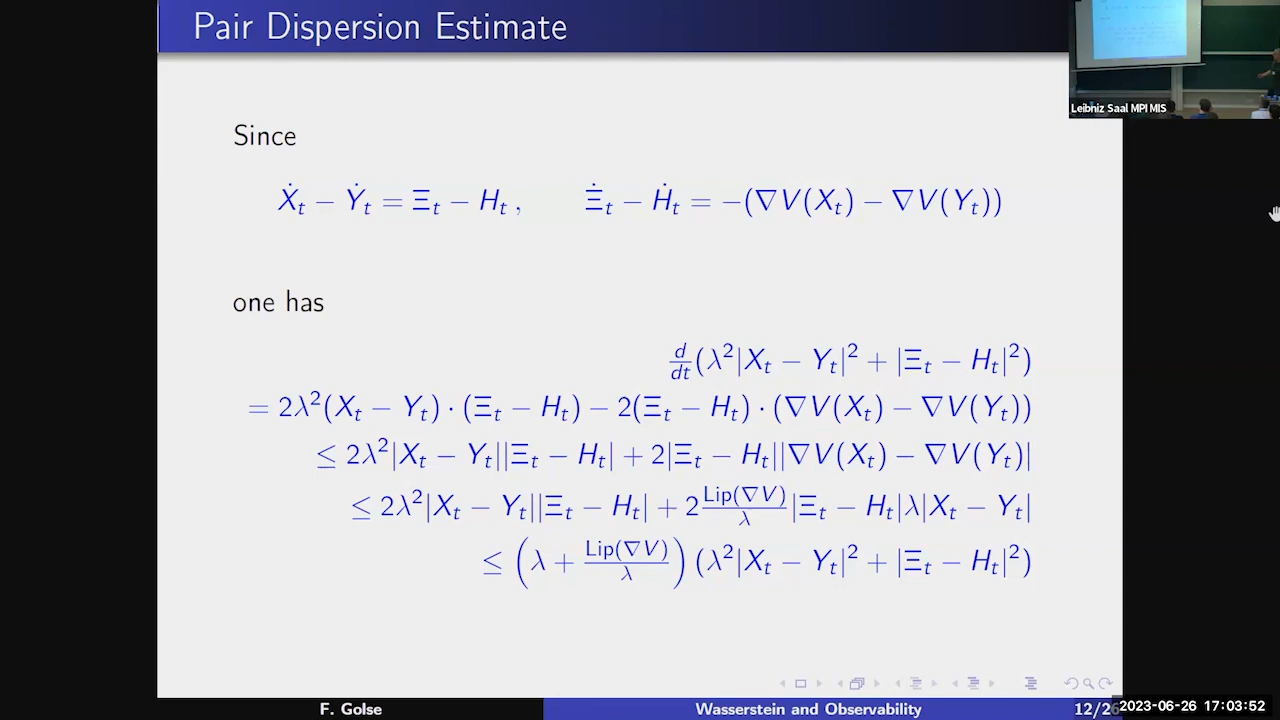 Pair Dispersion Estimate
Leibniz Saal MPI MIS
Since
Ẋ_t − Ẏ_t = Ξ_t − H_t ,  Ξ̇_t − Ḣ_t = −(∇V(X_t) − ∇V(Y_t))
one has
d/dt (λ²|X_t − Y_t|² + |Ξ_t − H_t|²)
= 2λ²(X_t − Y_t) · (Ξ_t − H_t) − 2(Ξ_t − H_t) · (∇V(X_t) − ∇V(Y_t))
≤ 2λ²|X_t − Y_t||Ξ_t − H_t| + 2|Ξ_t − H_t||∇V(X_t) − ∇V(Y_t)|
≤ 2λ²|X_t − Y_t||Ξ_t − H_t| + 2 Lip(∇V)/λ |Ξ_t − H_t|λ|X_t − Y_t|
≤ (λ + Lip(∇V)/λ) (λ²|X_t − Y_t|² + |Ξ_t − H_t|²)
F. Golse
Wasserstein and Observability
12/26
2023-06-26 17:03:52